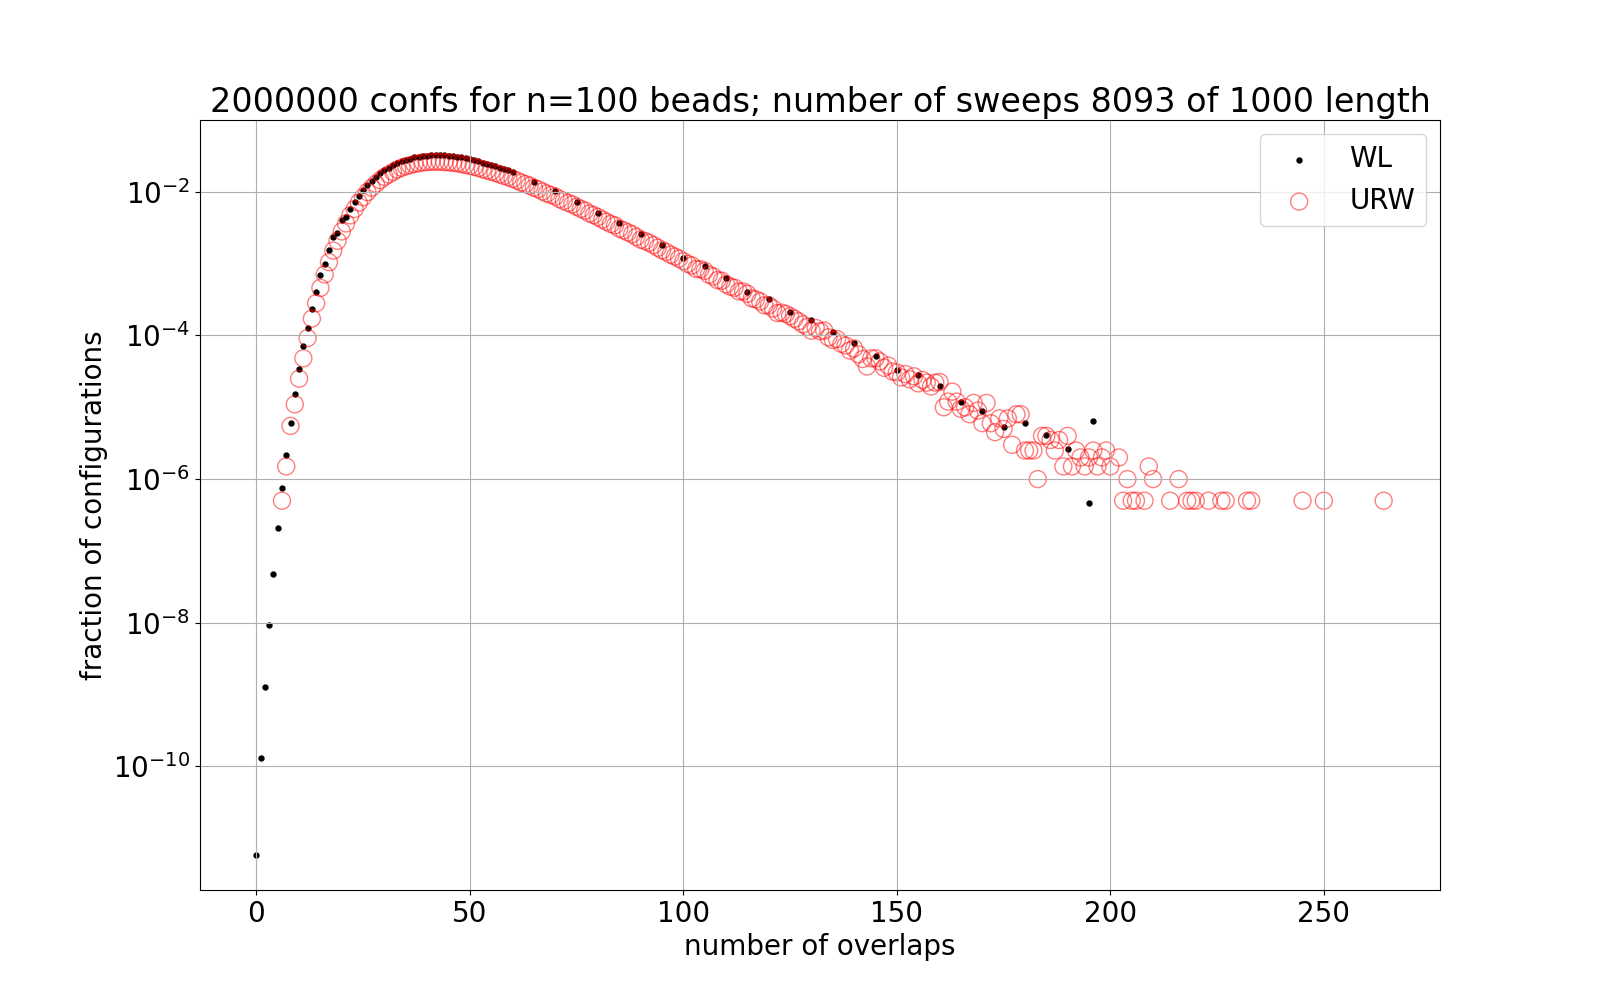 2000000 confs for n=100 beads; number of sweeps 8093 of 1000 length
WL
URW
fraction of configurations
10⁻²
10⁻⁴
10⁻⁶
10⁻⁸
10⁻¹⁰
0 50 100 150 200 250
number of overlaps